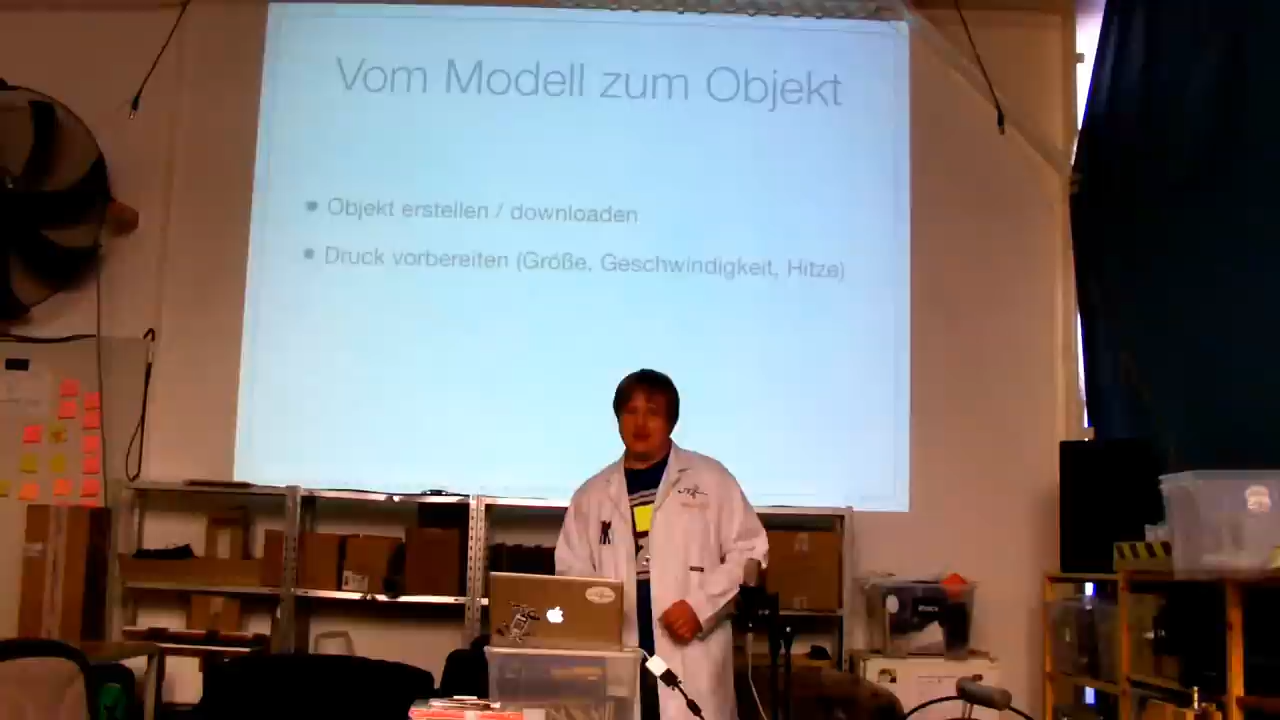 Vom Modell zum Objekt
Objekt erstellen / downloaden
Druck vorbereiten (Größe, Geschwindigkeit, Hitze)